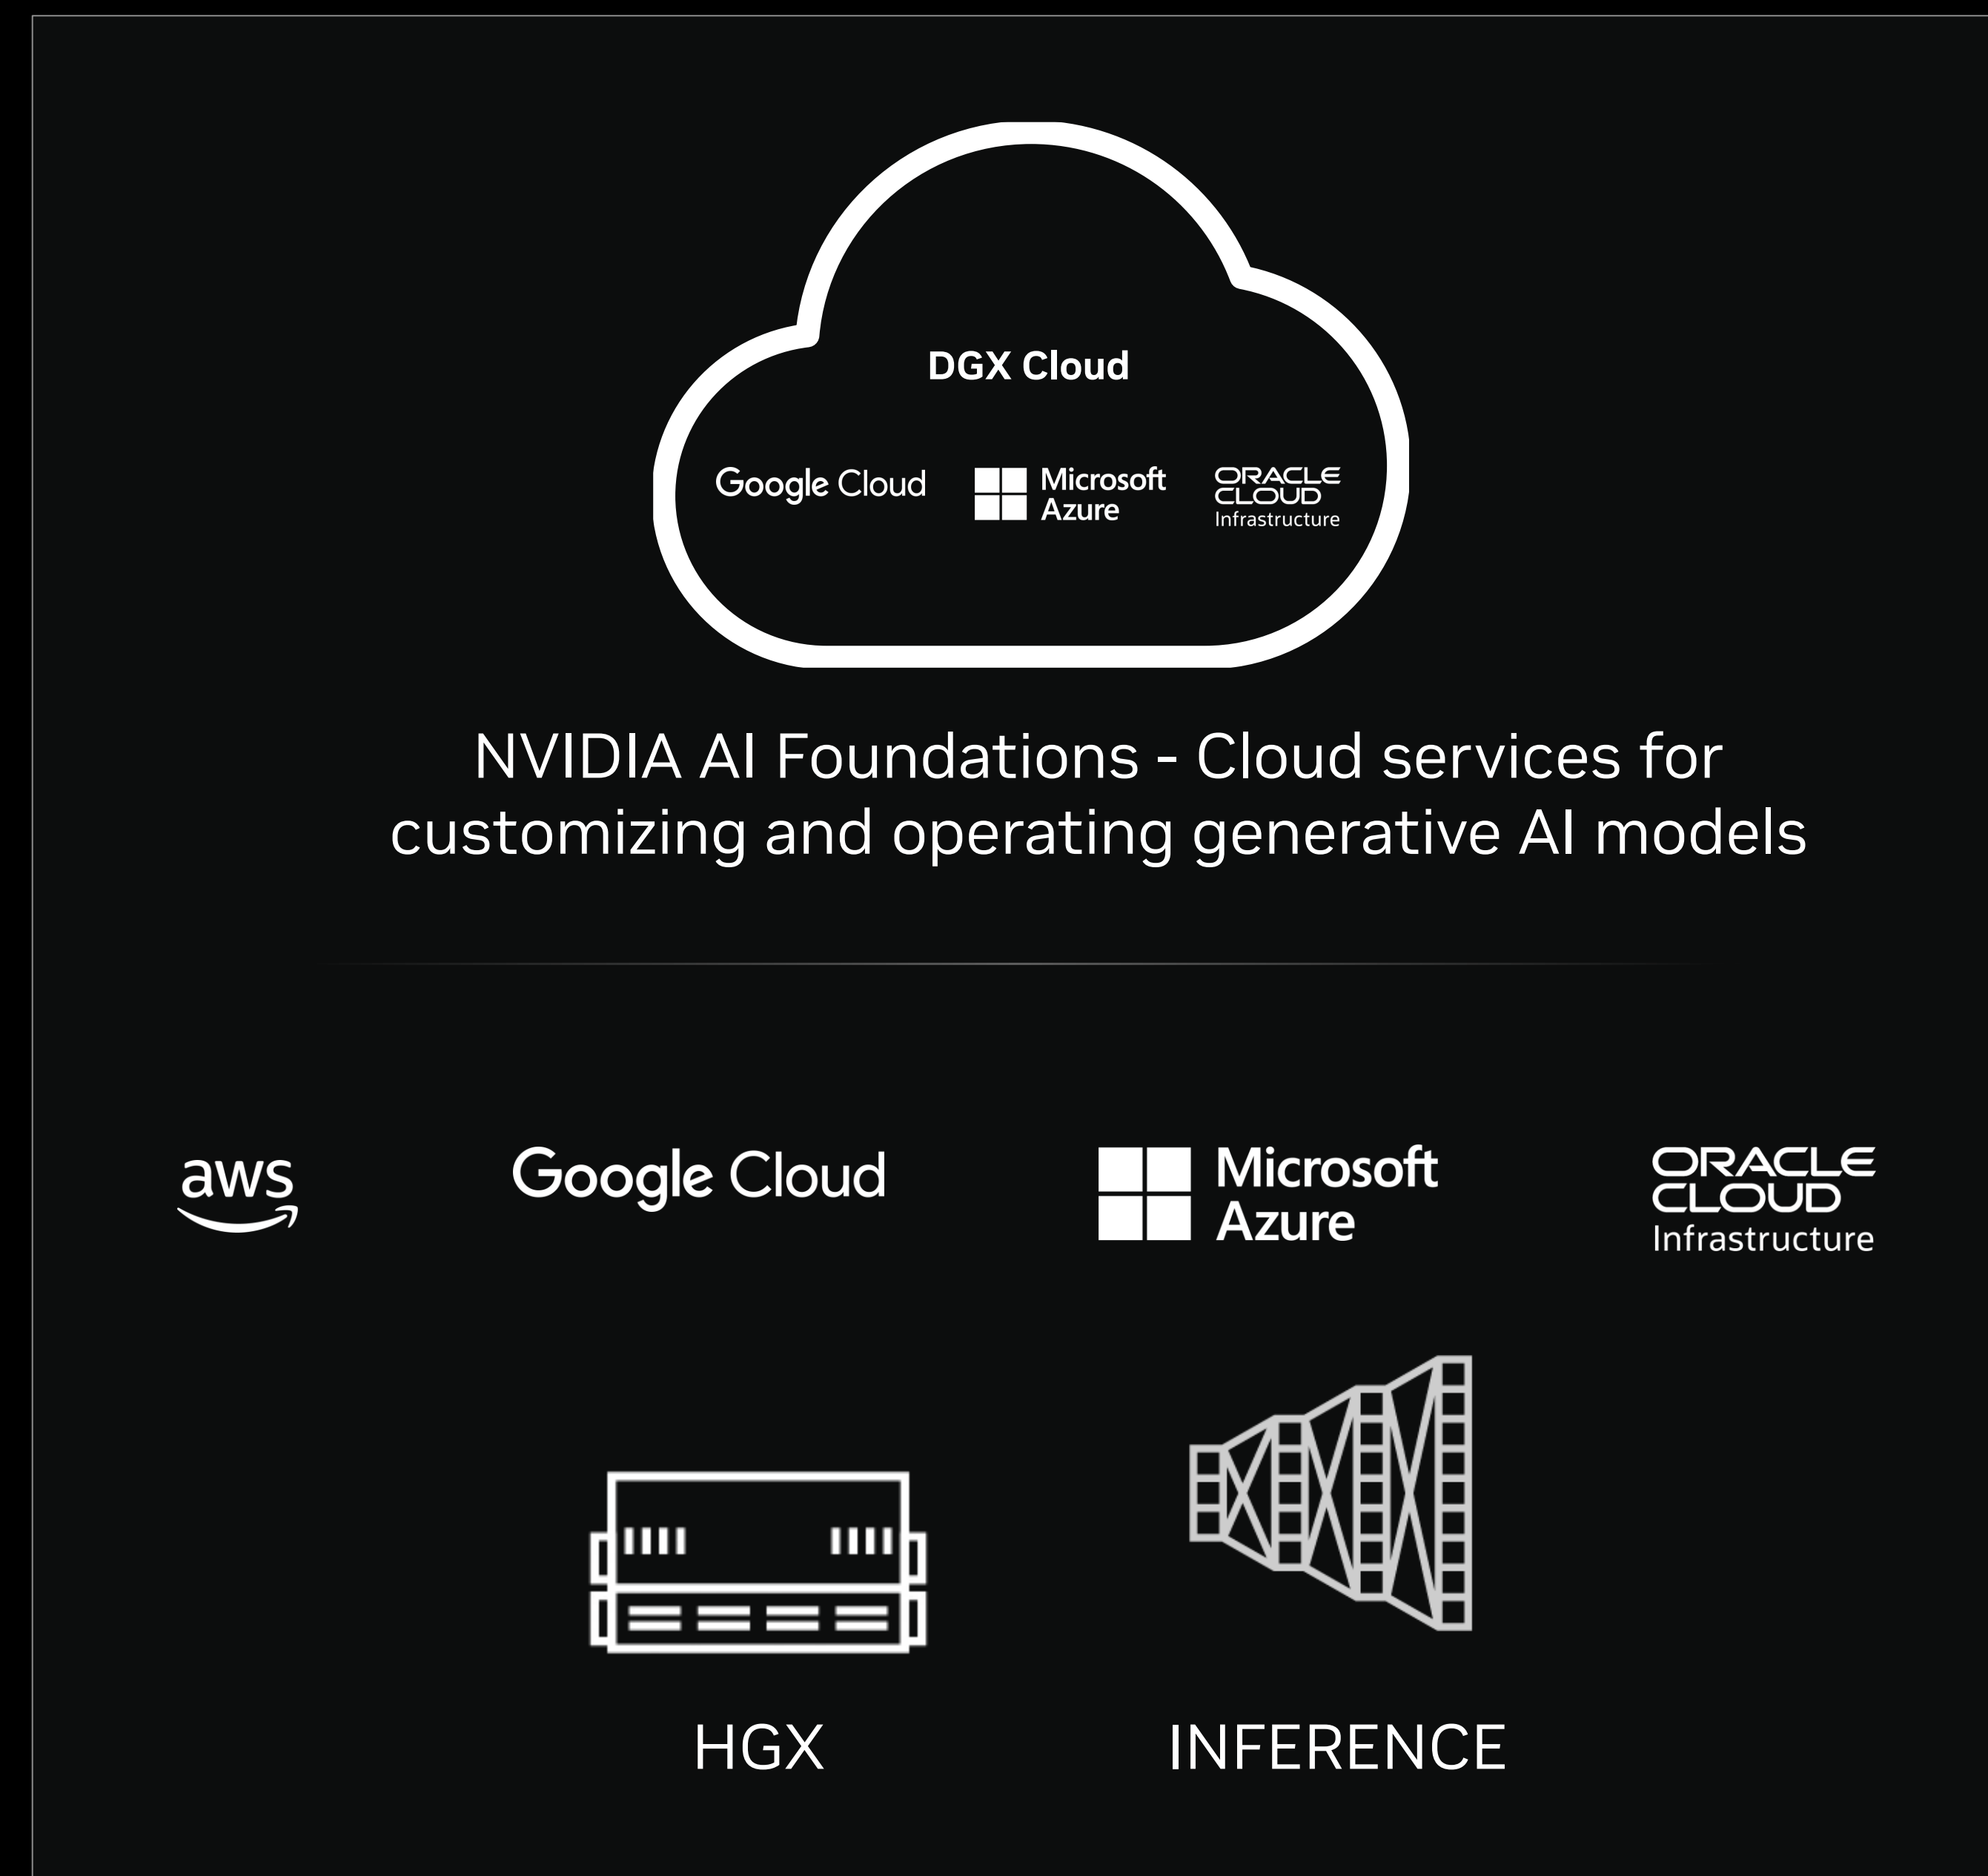 DGX Cloud
Google Cloud
Microsoft
Azure
ORACLE
CLOUD
Infrastructure
NVIDIA AI Foundations - Cloud services for
customizing and operating generative AI models
aws
Google Cloud
Microsoft
Azure
ORACLE
CLOUD
Infrastructure
HGX
INFERENCE